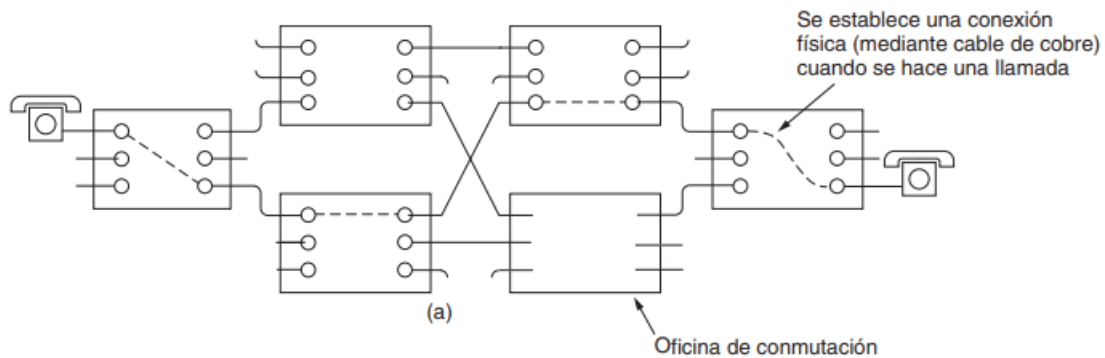 Se establece una conexión
física (mediante cable de cobre)
cuando se hace una llamada
(a)
Oficina de conmutación